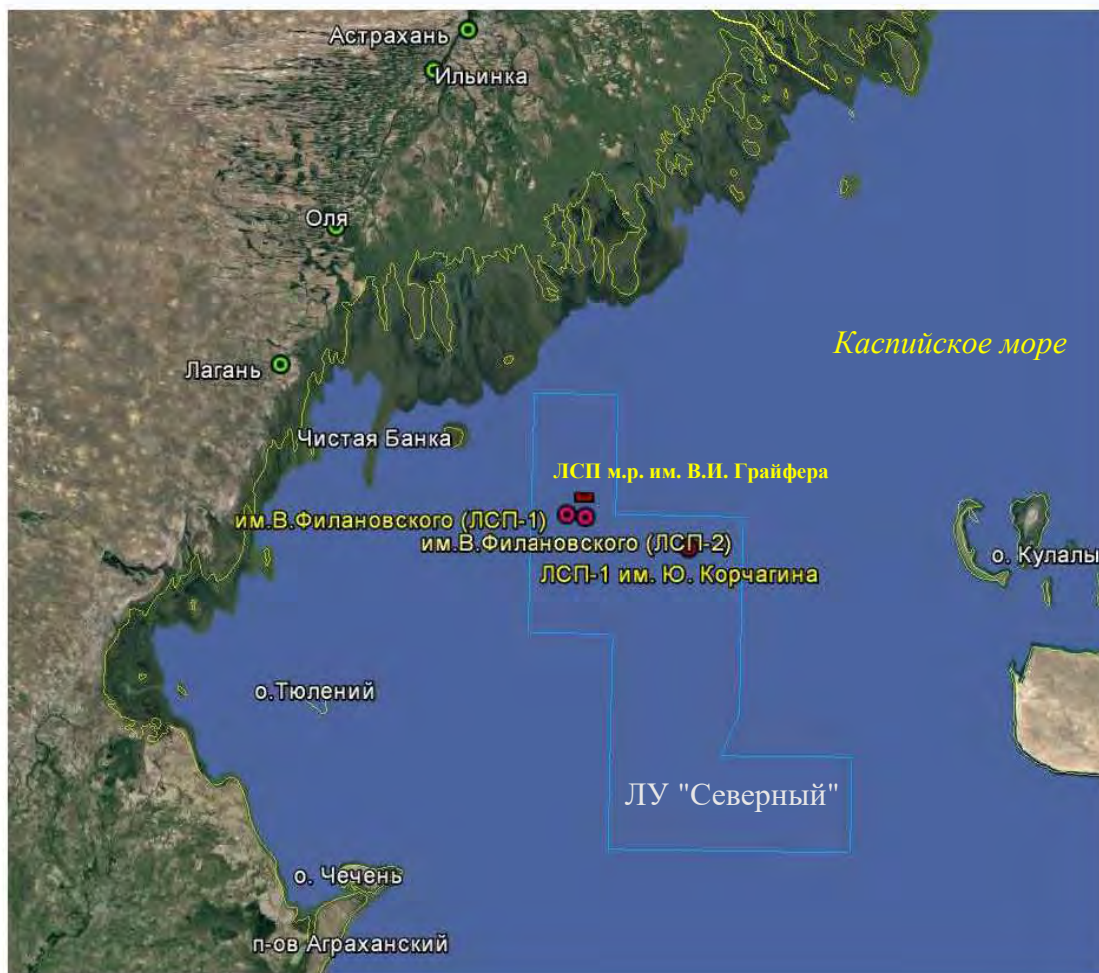 Астрахань
Ильинка
Оля
Каспийское море
Лагань
Чистая Банка
ЛСП м.р. им. В.И. Грайфера
им.В.Филановского (ЛСП-1)
им.В.Филановского (ЛСП-2)
о. Кулалы
ЛСП-1 им. Ю. Корчагина
о.Тюлений
ЛУ "Северный"
о. Чечень
п-ов Аграханский